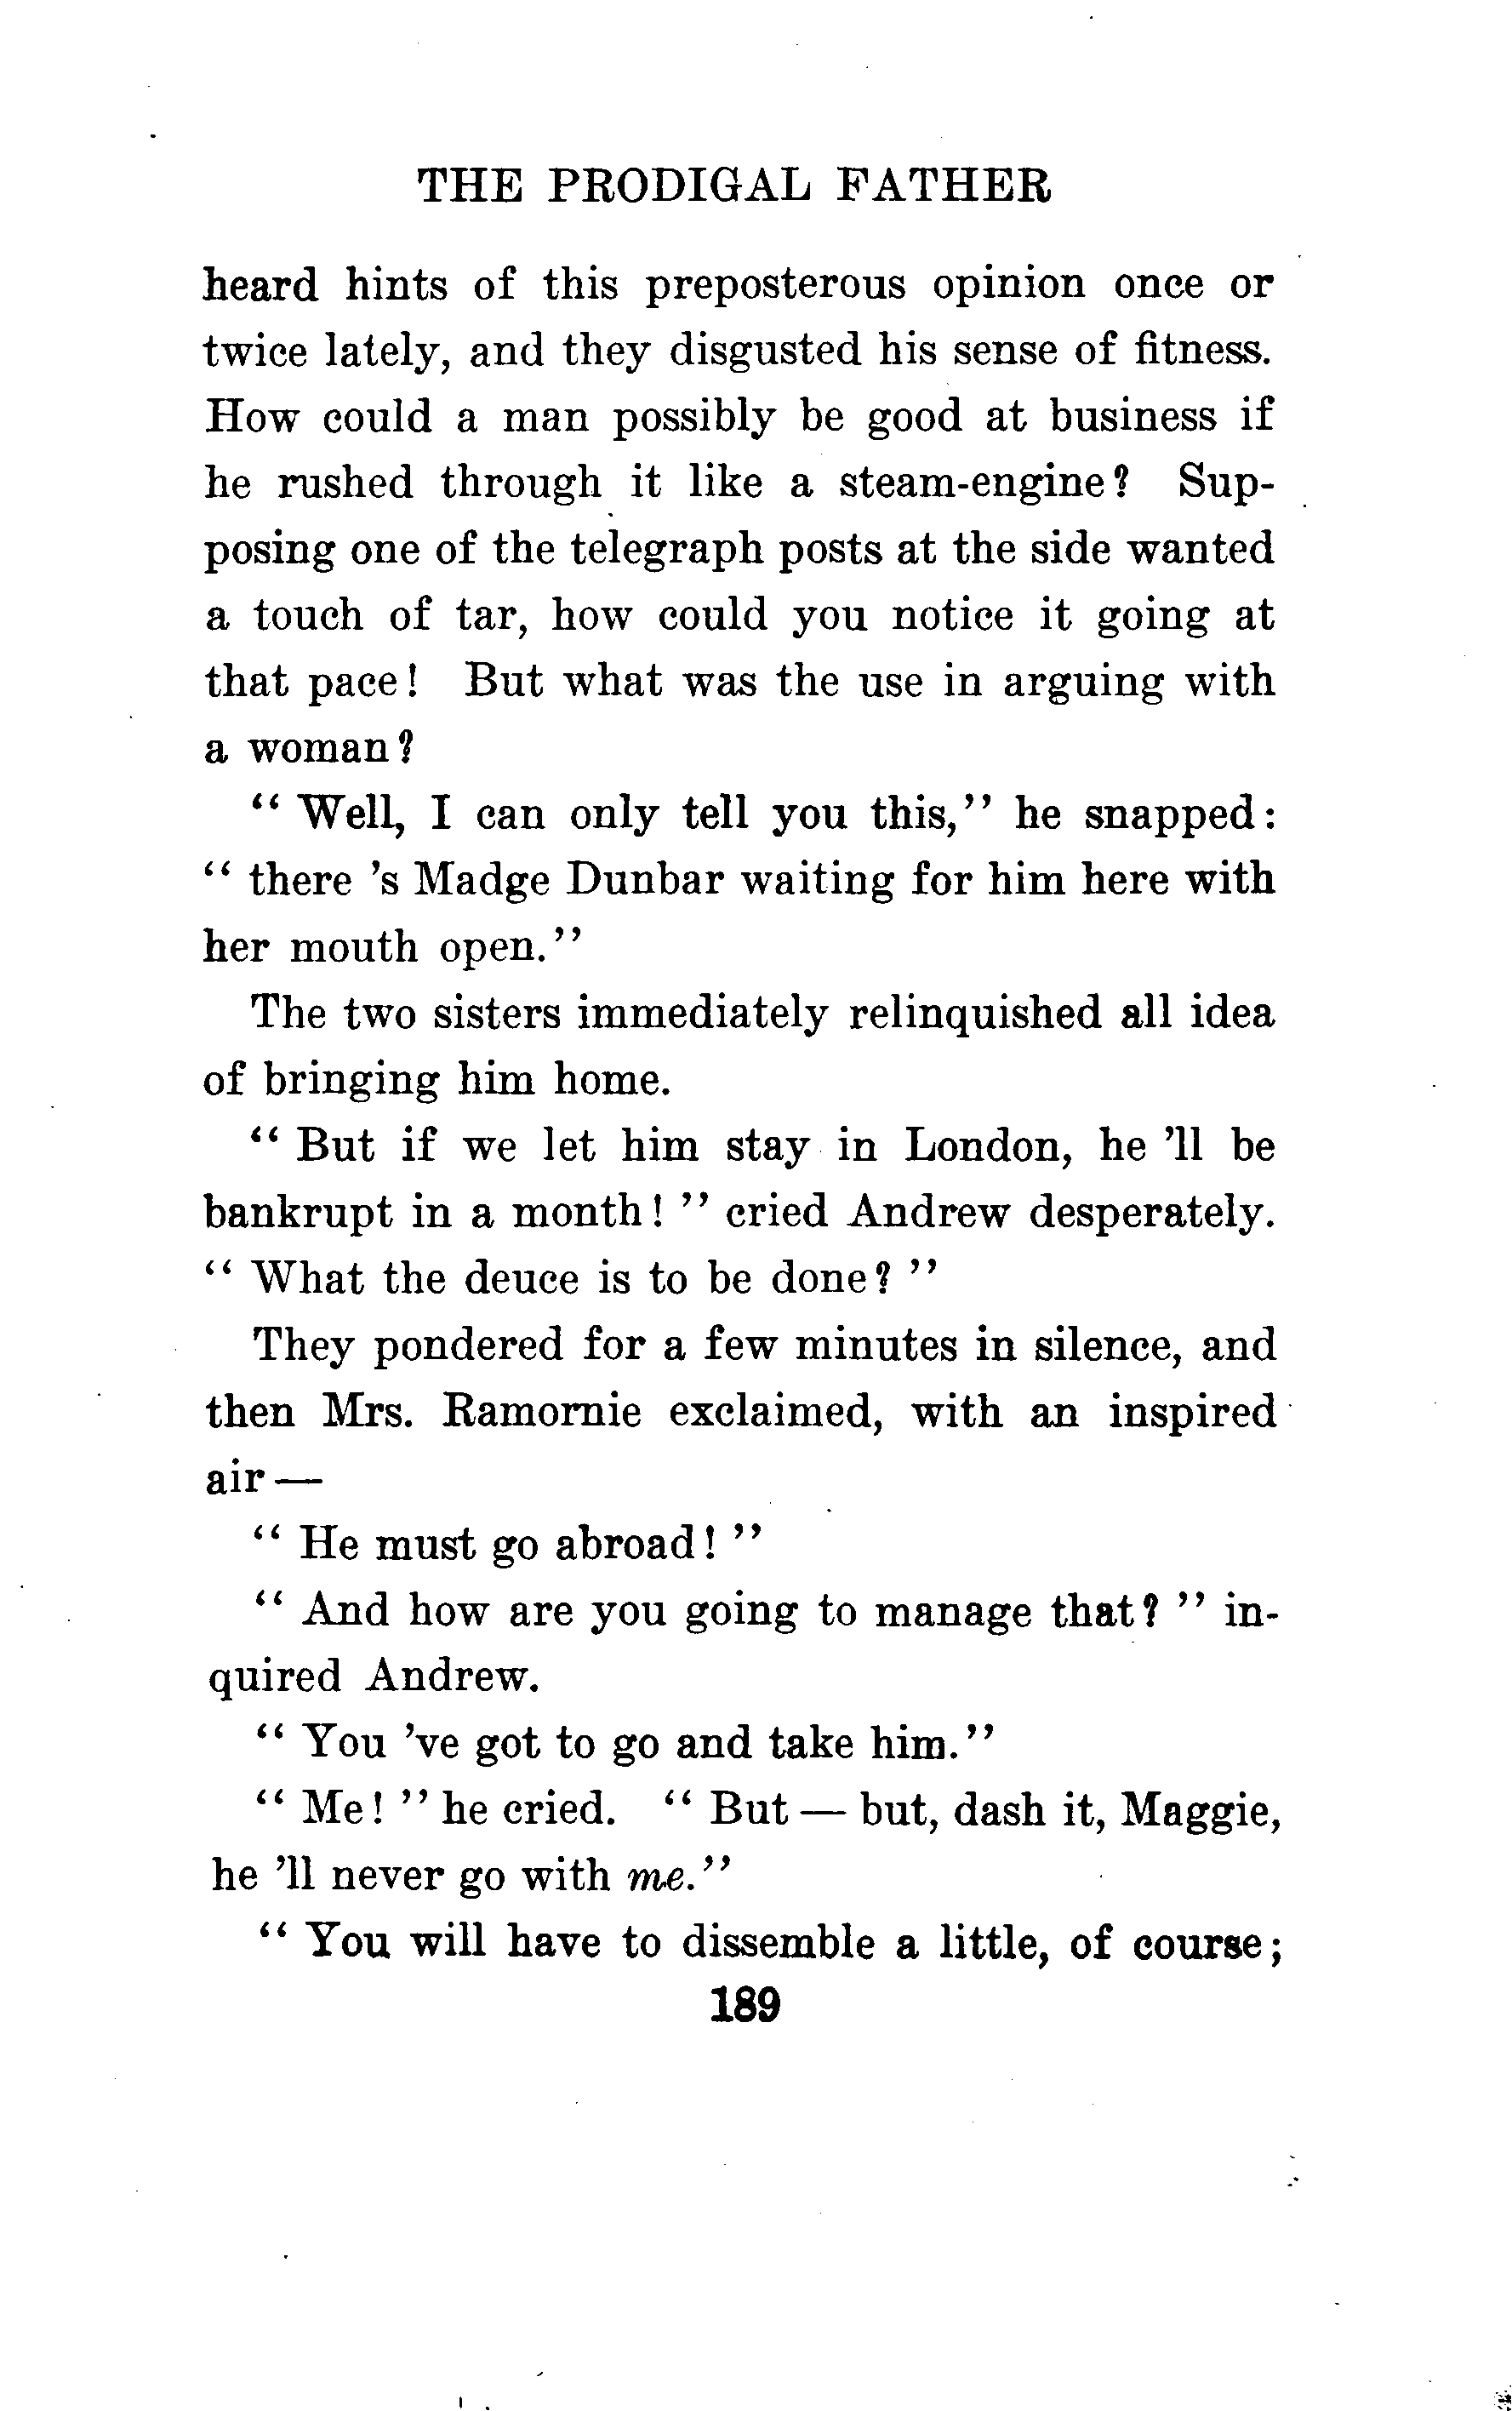 THE PRODIGAL FATHER
heard hints of this preposterous opinion once or
twice lately, and they disgusted his sense of fitness.
How could a man possibly be good at business if
he rushed through it like a steam-engine? Sup-
posing one of the telegraph posts at the side wanted
a touch of tar, how could you notice it going at
that pace! But what was the use in arguing with
a woman?
“ Well, I can only tell you this,” he snapped:
“ there ’s Madge Dunbar waiting for him here with
her mouth open.”
The two sisters immediately relinquished all idea
of bringing him home.
“ But if we let him stay in London, he ’ll be
bankrupt in a month! ” cried Andrew desperately.
“ What the deuce is to be done? ”
They pondered for a few minutes in silence, and
then Mrs. Ramornie exclaimed, with an inspired
air —
“ He must go abroad! ”
“ And how are you going to manage that? ” in-
quired Andrew.
“ You ’ve got to go and take him.”
“ Me! ” he cried. “ But — but, dash it, Maggie,
he ’ll never go with me.”
“ You will have to dissemble a little, of course;
189